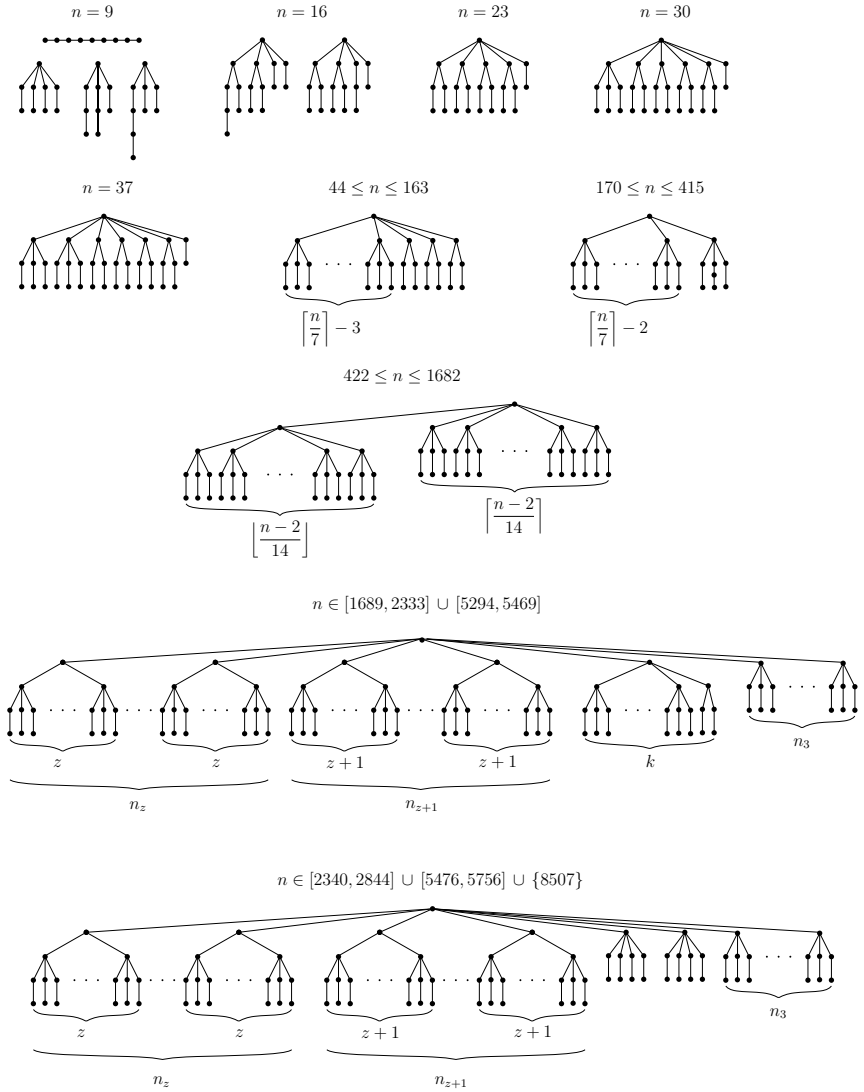 n = 9
n = 16
n = 23
n = 30
n = 37
44 ≤ n ≤ 163
170 ≤ n ≤ 415
· · ·
· · ·
⌈n/7⌉ − 3
⌈n/7⌉ − 2
422 ≤ n ≤ 1682
· · ·
· · ·
⌊(n − 2)/14⌋
⌈(n − 2)/14⌉
n ∈ [1689, 2333] ∪ [5294, 5469]
· · · · · · · · · · · · · · · · · · · · · · · ·
z
z
z + 1
z + 1
k
n₃
n_z
n_{z+1}
n ∈ [2340, 2844] ∪ [5476, 5756] ∪ {8507}
· · · · · · · · · · · · · · · · · · · · ·
z
z
z + 1
z + 1
n₃
n_z
n_{z+1}